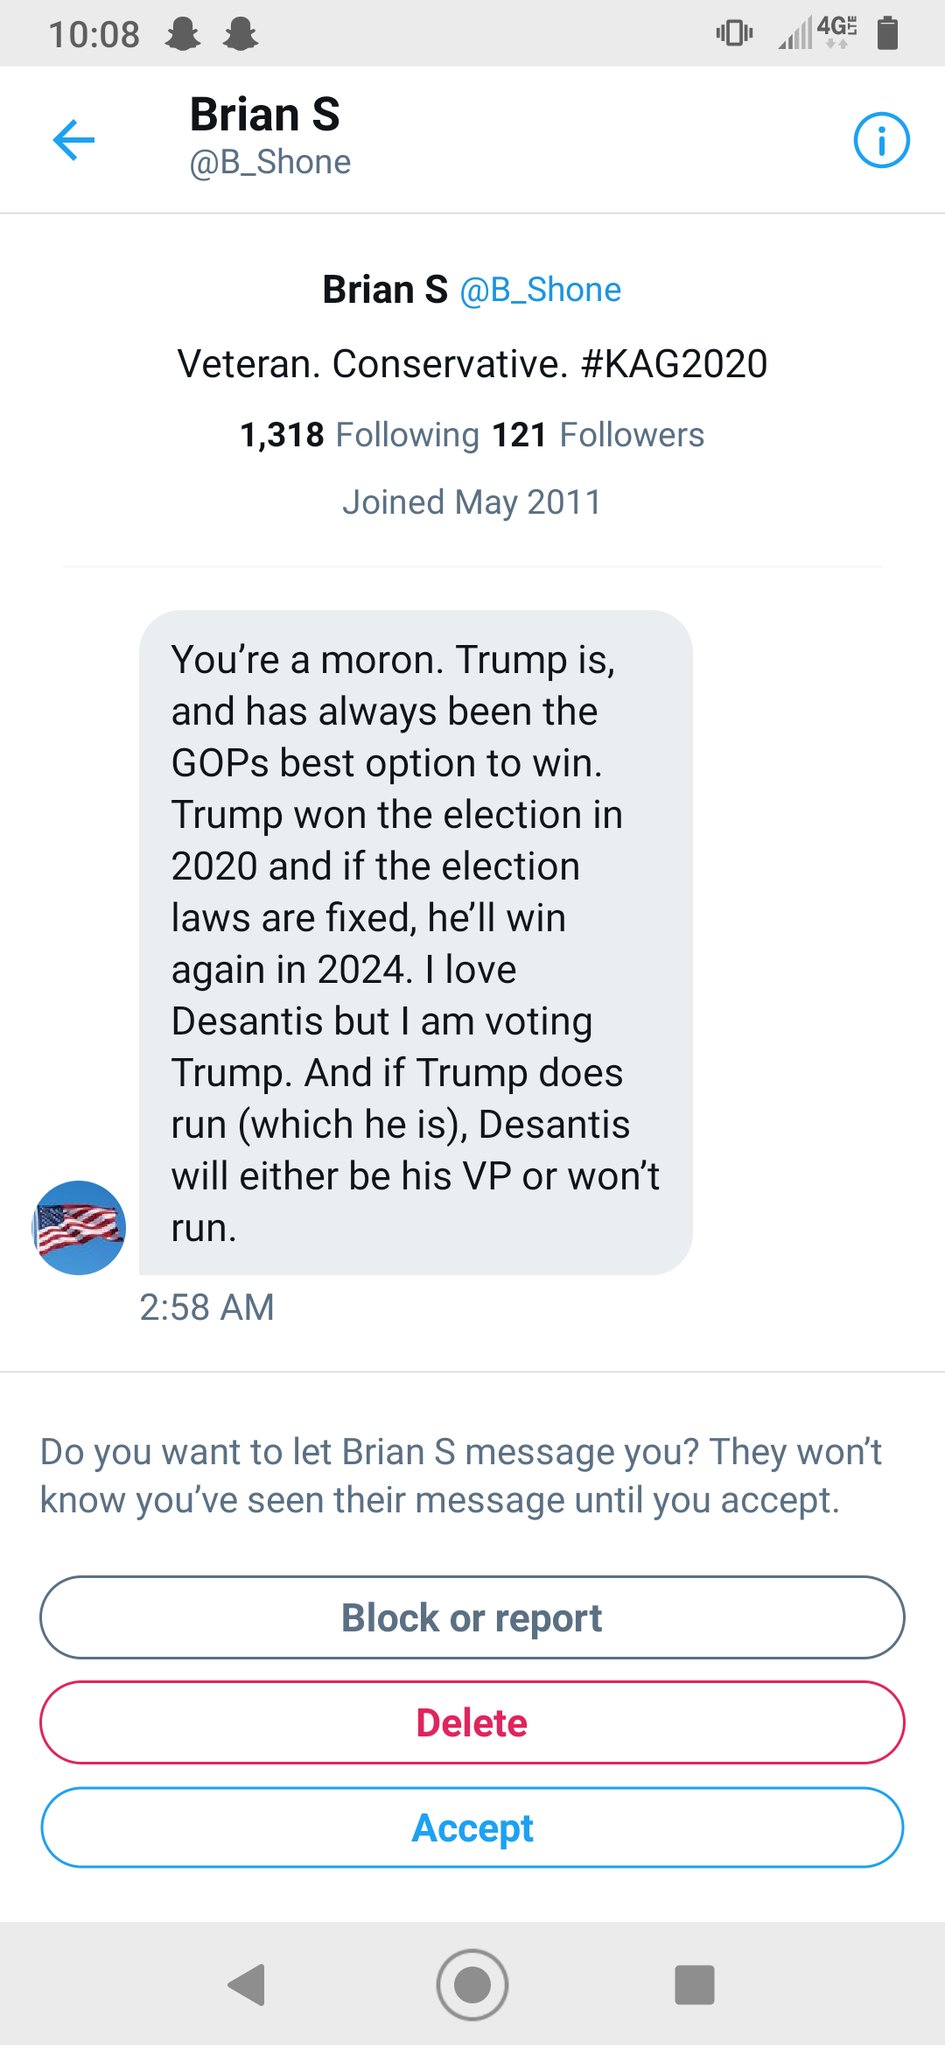 10:08 4G LTE
Brian S
@B_Shone
Brian S @B_Shone
Veteran. Conservative. #KAG2020
1,318 Following 121 Followers
Joined May 2011
You're a moron. Trump is,
and has always been the
GOPs best option to win.
Trump won the election in
2020 and if the election
laws are fixed, he'll win
again in 2024. I love
Desantis but I am voting
Trump. And if Trump does
run (which he is), Desantis
will either be his VP or won't
run.
2:58 AM
Do you want to let Brian S message you? They won't
know you've seen their message until you accept.
Block or report
Delete
Accept